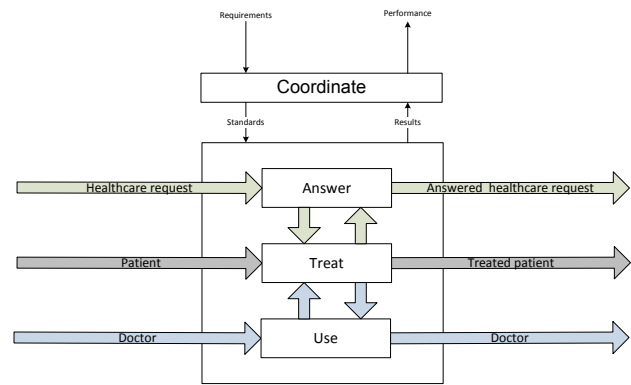 Requirements
Performance
Coordinate
Standards
Results
Healthcare request
Answer
Answered healthcare request
Patient
Treat
Treated patient
Doctor
Use
Doctor